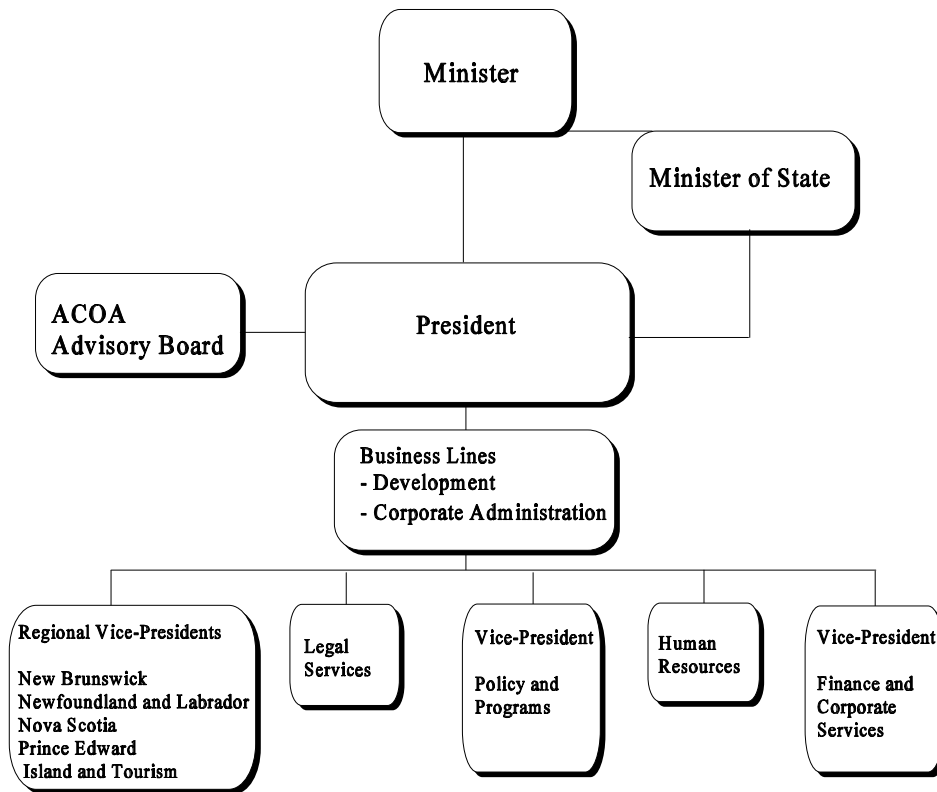 Minister
Minister of State
ACOA
Advisory Board
President
Business Lines
- Development
- Corporate Administration
Regional Vice-Presidents
New Brunswick
Newfoundland and Labrador
Nova Scotia
Prince Edward
Island and Tourism
Legal
Services
Vice-President
Policy and
Programs
Human
Resources
Vice-President
Finance and
Corporate
Services